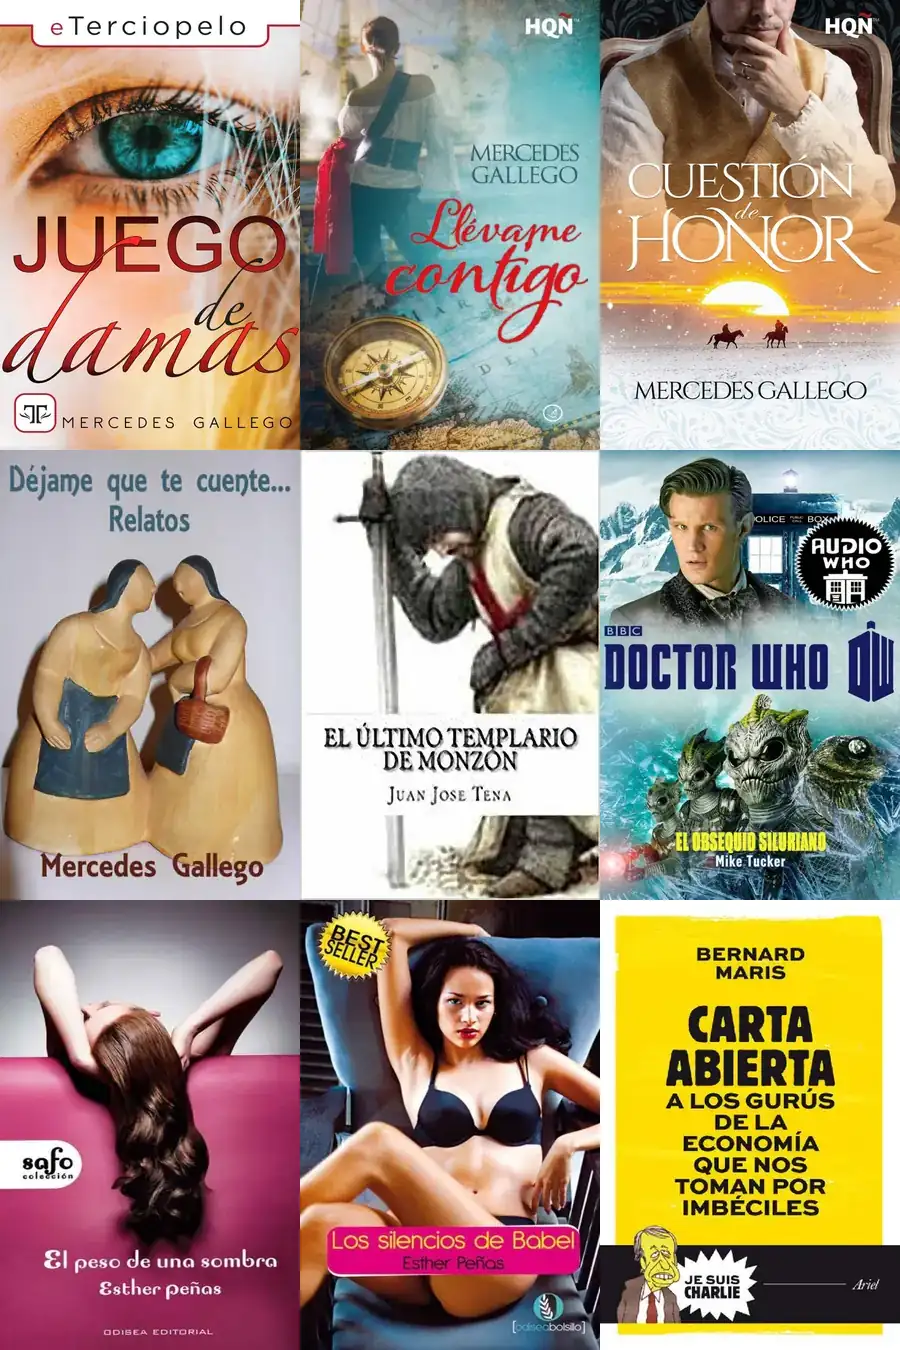 eTerciopelo
JUEGO
de
damas
MERCEDES GALLEGO
HQÑ™
MERCEDES
GALLEGO
Llévame
contigo
HQÑ™
CUESTIÓN
de
HONOR
MERCEDES GALLEGO
Déjame que te cuente...
Relatos
Mercedes Gallego
EL ÚLTIMO TEMPLARIO
DE MONZÓN
JUAN JOSE TENA
POLICE PUBLIC CALL BOX
AUDIO
WHO
BBC
DOCTOR WHO DW
EL OBSEQUIO SILURIANO
Mike Tucker
safo
colección
El peso de una sombra
Esther Peñas
ODISEA EDITORIAL
BEST
SELLER
Los silencios de Babel
Esther Peñas
[odiseabolsillo]
BERNARD
MARIS
CARTA
ABIERTA
A LOS GURÚS
DE LA
ECONOMÍA
QUE NOS
TOMAN POR
IMBÉCILES
JE SUIS
CHARLIE
Ariel